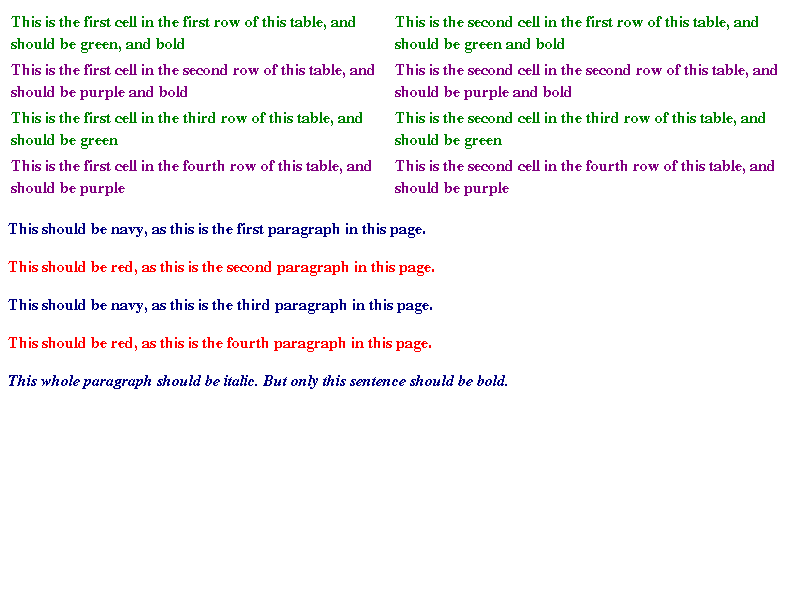 This is the first cell in the first row of this table, and
should be green, and bold
This is the second cell in the first row of this table, and
should be green and bold
This is the first cell in the second row of this table, and
should be purple and bold
This is the second cell in the second row of this table, and
should be purple and bold
This is the first cell in the third row of this table, and
should be green
This is the second cell in the third row of this table, and
should be green
This is the first cell in the fourth row of this table, and
should be purple
This is the second cell in the fourth row of this table, and
should be purple
This should be navy, as this is the first paragraph in this page.
This should be red, as this is the second paragraph in this page.
This should be navy, as this is the third paragraph in this page.
This should be red, as this is the fourth paragraph in this page.
This whole paragraph should be italic. But only this sentence should be bold.